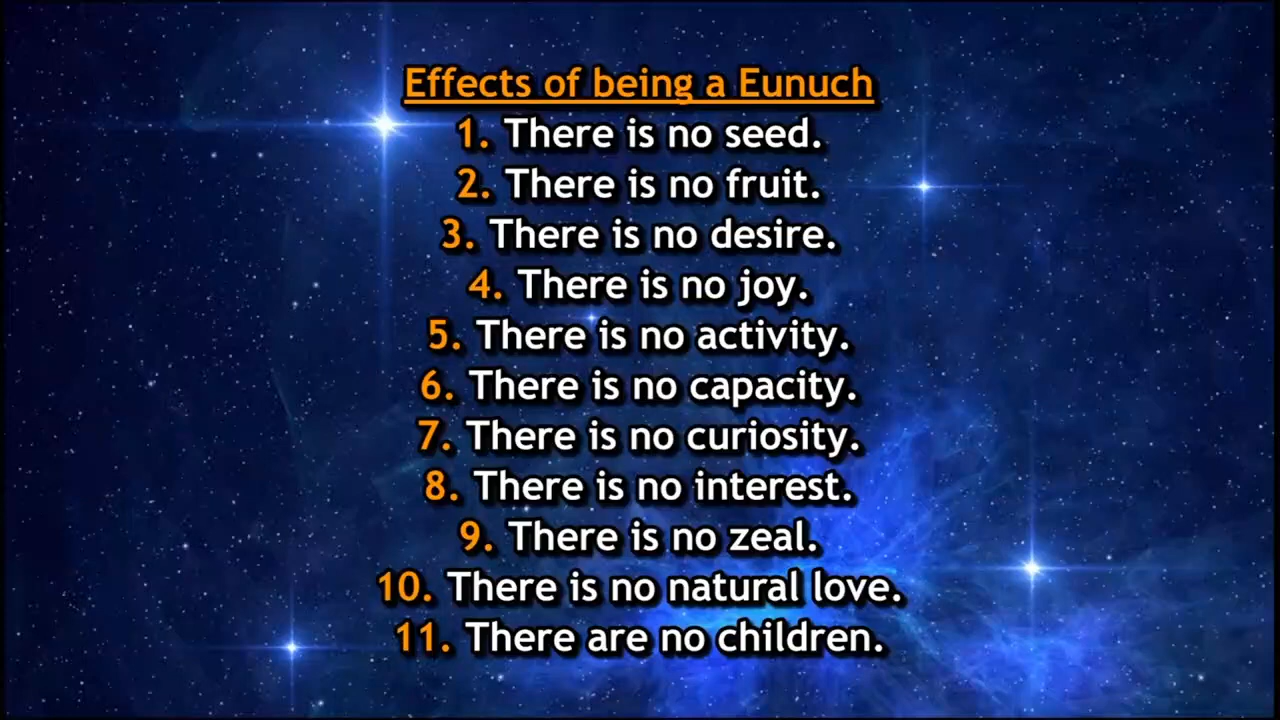 Effects of being a Eunuch
1. There is no seed.
2. There is no fruit.
3. There is no desire.
4. There is no joy.
5. There is no activity.
6. There is no capacity.
7. There is no curiosity.
8. There is no interest.
9. There is no zeal.
10. There is no natural love.
11. There are no children.